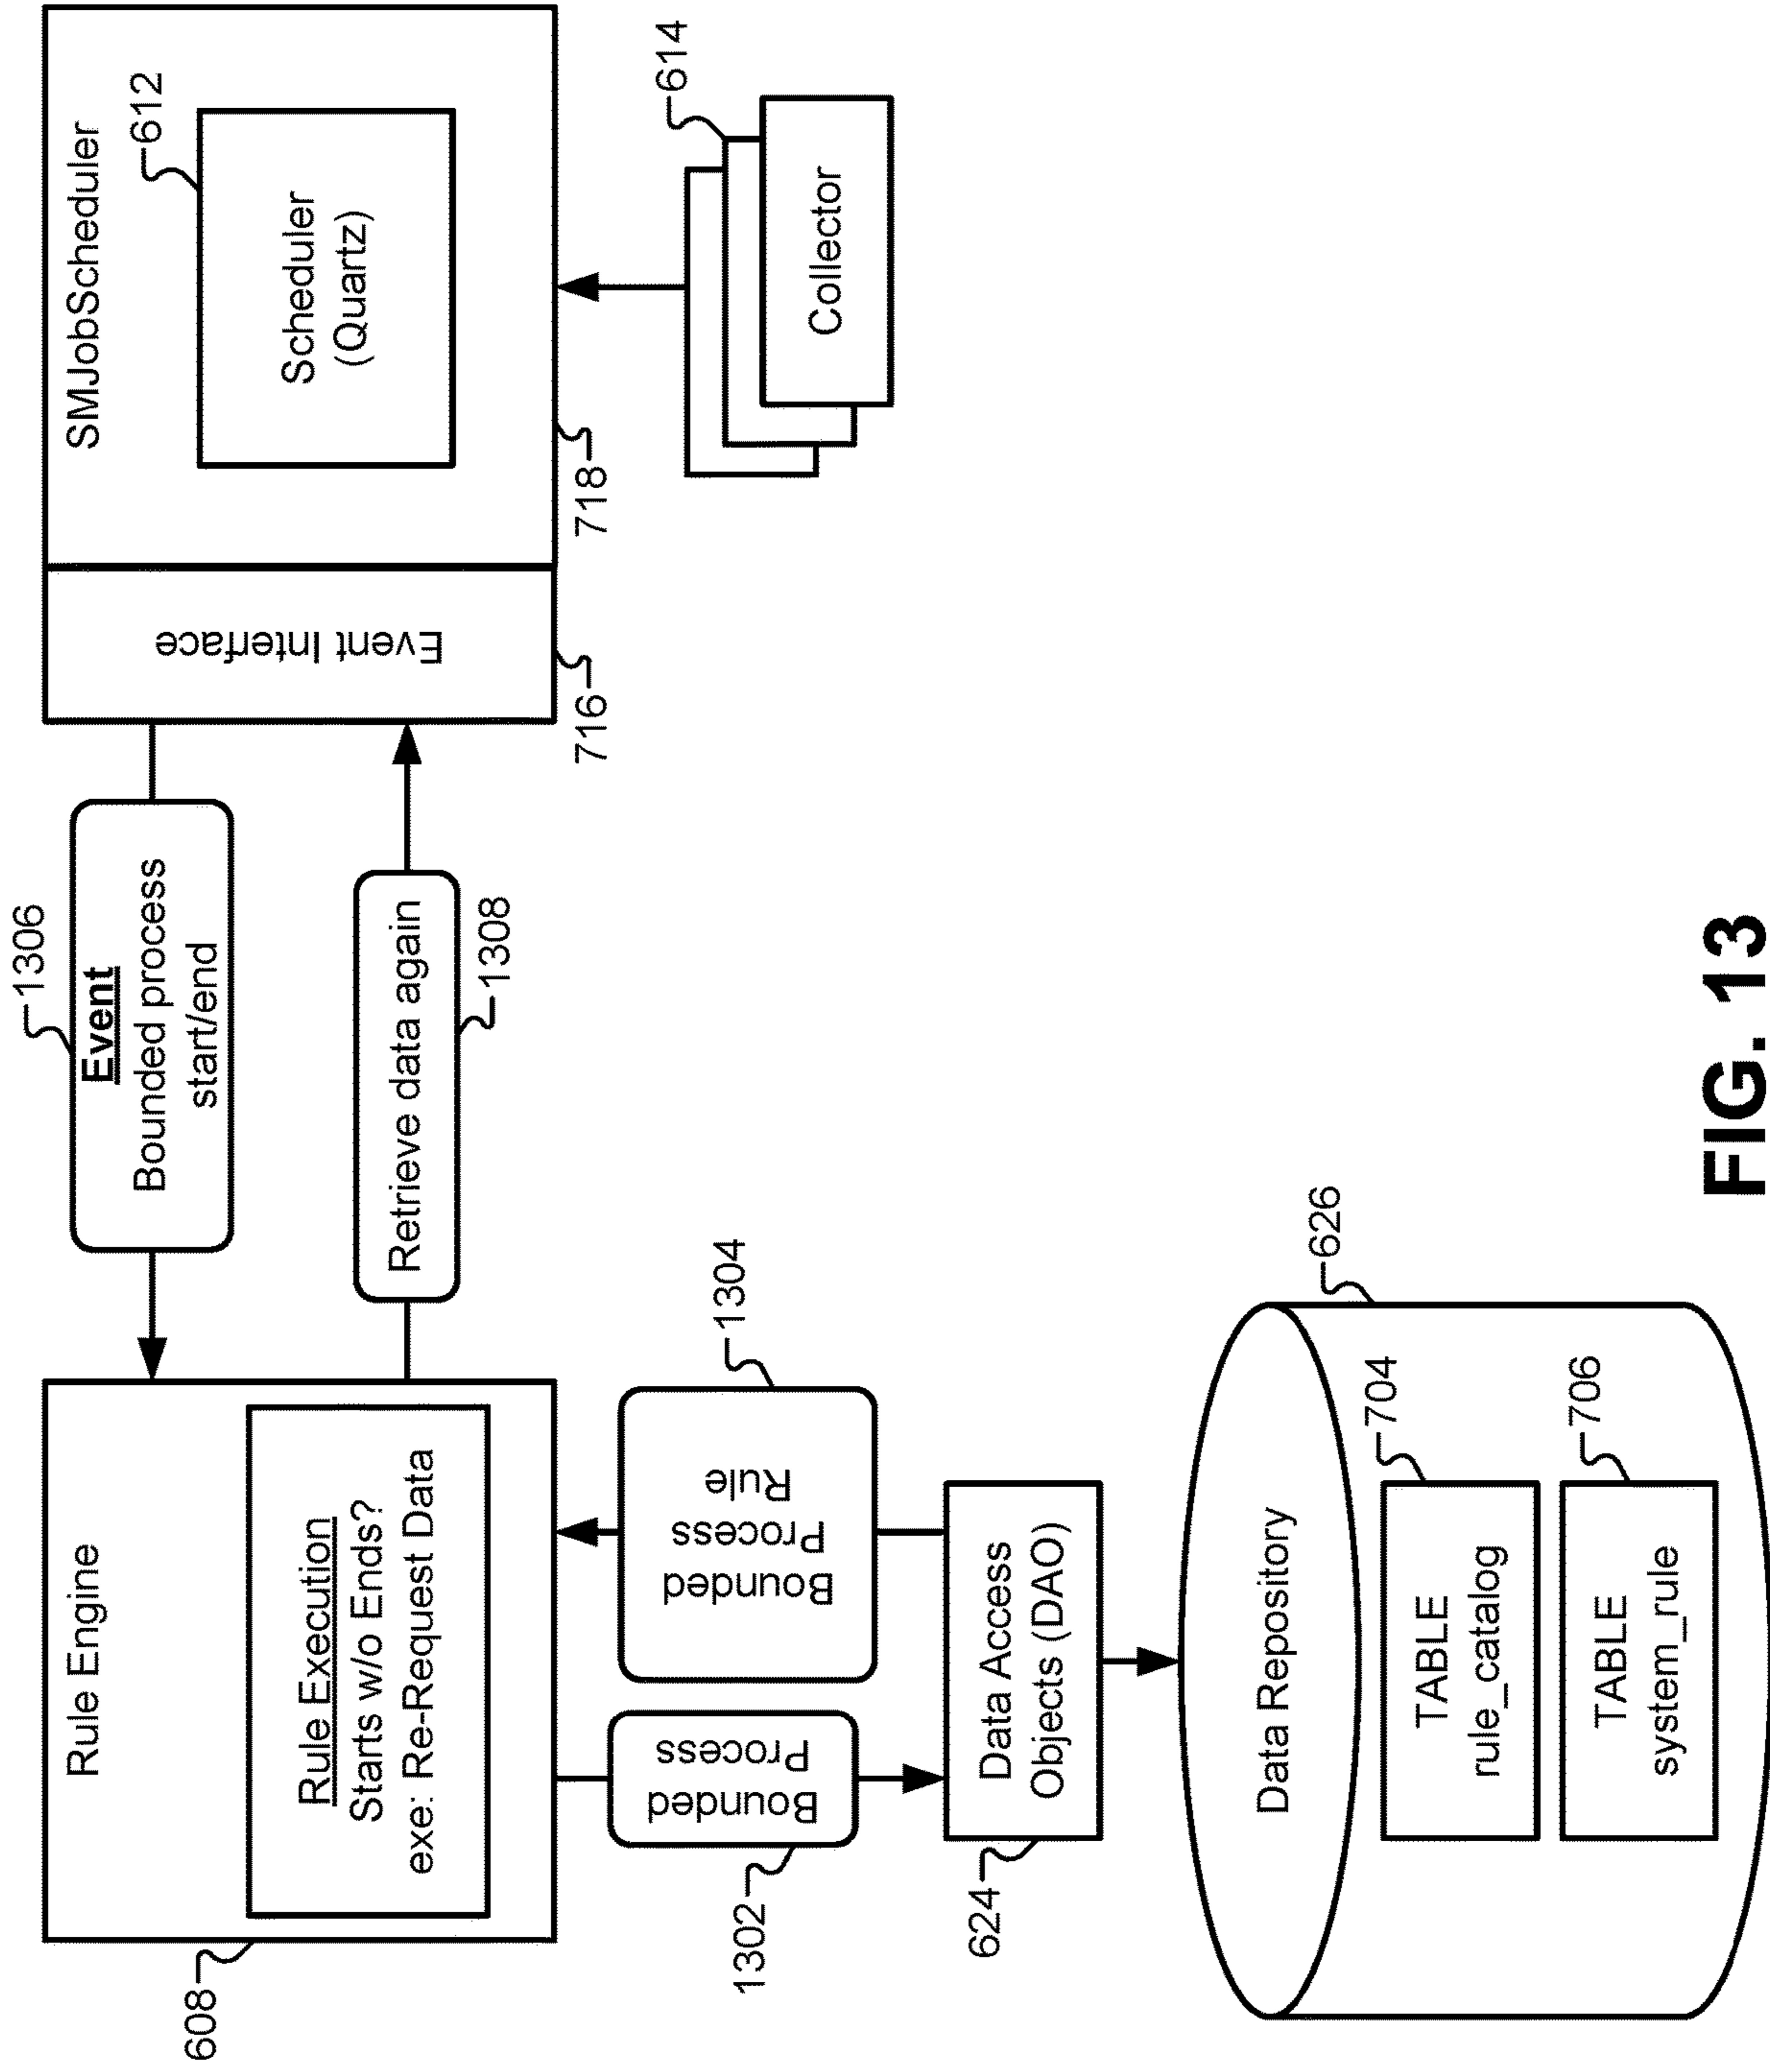 Rule Engine
Rule Execution
Starts w/o Ends?
exe: Re-Request Data
608
1306
Event
Bounded process
start/end
Retrieve data again
1308
Event Interface
716
SMJobScheduler
Scheduler
(Quartz)
612
718
614
Collector
Bounded
Process
1302
Bounded
Process
Rule
1304
Data Access
Objects (DAO)
624
Data Repository
626
TABLE
rule_catalog
704
TABLE
system_rule
706
FIG. 13